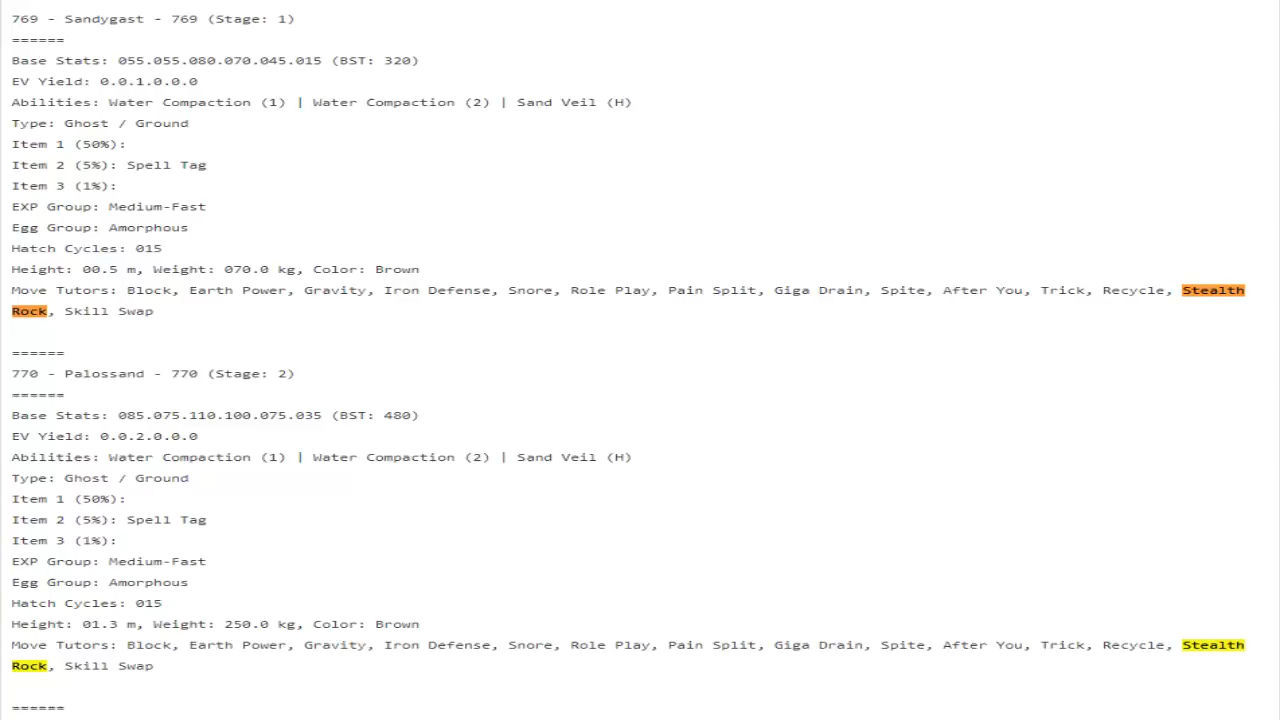 769 - Sandygast - 769 (Stage: 1)
======
Base Stats: 055.055.080.070.045.015 (BST: 320)
EV Yield: 0.0.1.0.0.0
Abilities: Water Compaction (1) | Water Compaction (2) | Sand Veil (H)
Type: Ghost / Ground
Item 1 (50%):
Item 2 (5%): Spell Tag
Item 3 (1%):
EXP Group: Medium-Fast
Egg Group: Amorphous
Hatch Cycles: 015
Height: 00.5 m, Weight: 070.0 kg, Color: Brown
Move Tutors: Block, Earth Power, Gravity, Iron Defense, Snore, Role Play, Pain Split, Giga Drain, Spite, After You, Trick, Recycle, Stealth
Rock, Skill Swap
======
770 - Palossand - 770 (Stage: 2)
======
Base Stats: 085.075.110.100.075.035 (BST: 480)
EV Yield: 0.0.2.0.0.0
Abilities: Water Compaction (1) | Water Compaction (2) | Sand Veil (H)
Type: Ghost / Ground
Item 1 (50%):
Item 2 (5%): Spell Tag
Item 3 (1%):
EXP Group: Medium-Fast
Egg Group: Amorphous
Hatch Cycles: 015
Height: 01.3 m, Weight: 250.0 kg, Color: Brown
Move Tutors: Block, Earth Power, Gravity, Iron Defense, Snore, Role Play, Pain Split, Giga Drain, Spite, After You, Trick, Recycle, Stealth
Rock, Skill Swap
======